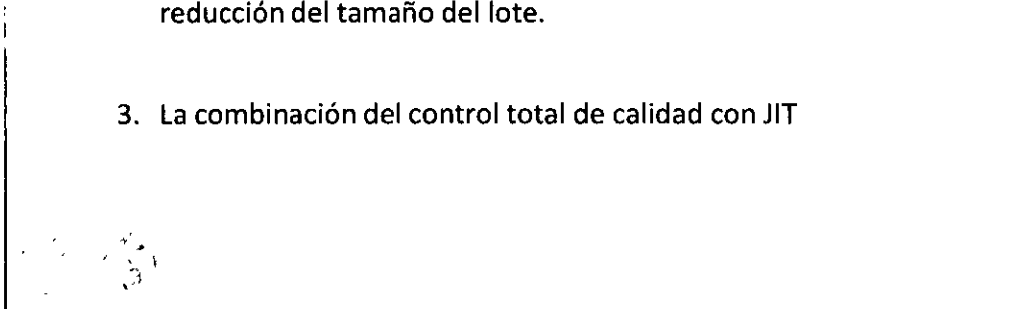 reducción del tamaño del lote.
3. La combinación del control total de calidad con JIT